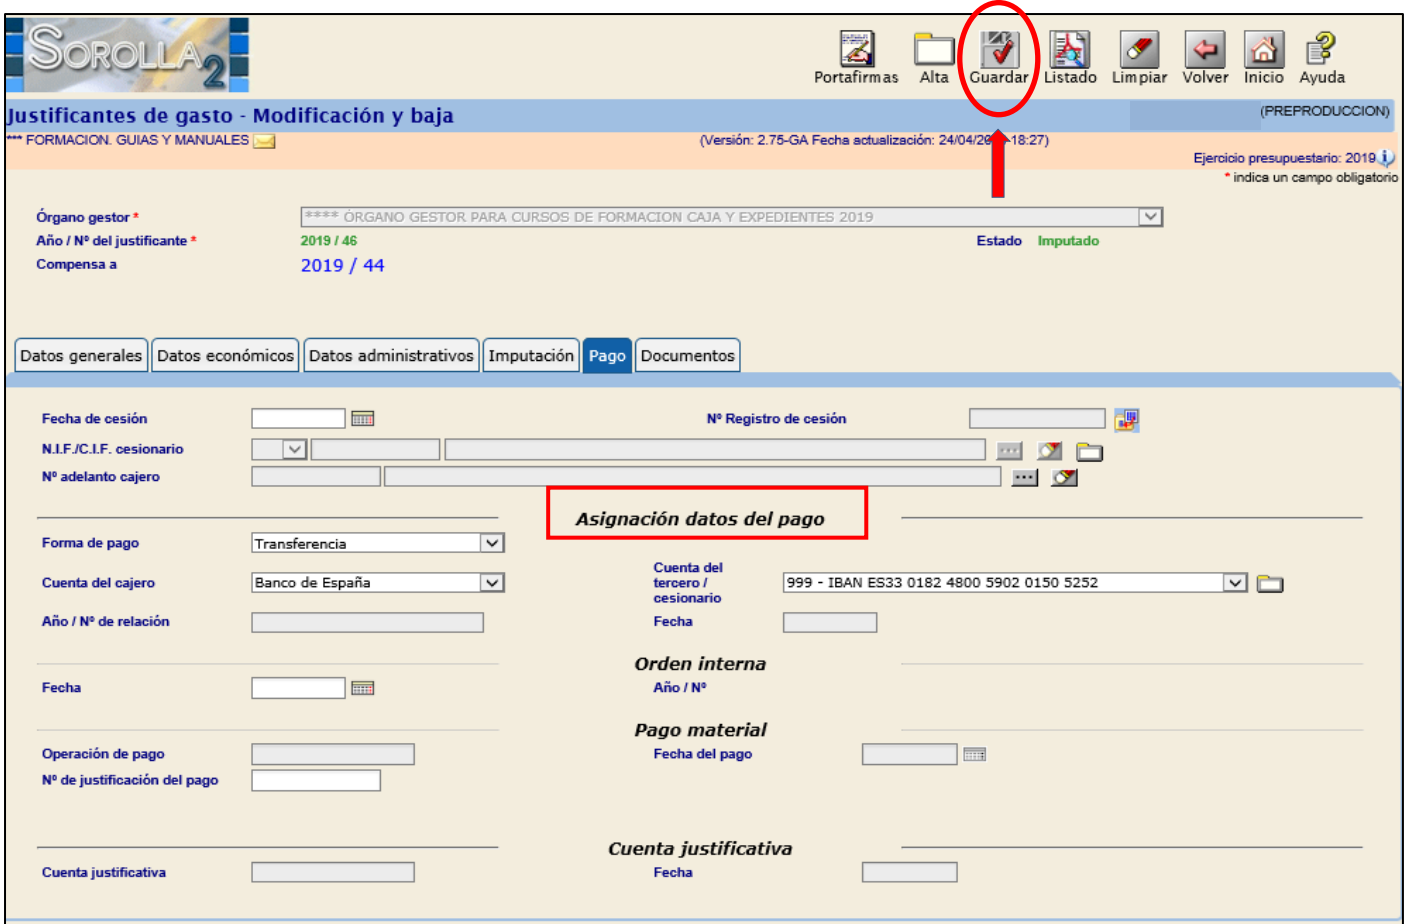 SOROLLA2
Portafirmas Alta Guardar Listado Limpiar Volver Inicio Ayuda
Justificantes de gasto - Modificación y baja (PREPRODUCCION)
*** FORMACION. GUIAS Y MANUALES (Versión: 2.75-GA Fecha actualización: 24/04/20 18:27)
Ejercicio presupuestario: 2019
* indica un campo obligatorio
Órgano gestor * **** ÓRGANO GESTOR PARA CURSOS DE FORMACION CAJA Y EXPEDIENTES 2019
Año / Nº del justificante * 2019 / 46 Estado Imputado
Compensa a 2019 / 44
Datos generales Datos económicos Datos administrativos Imputación Pago Documentos
Fecha de cesión Nº Registro de cesión
N.I.F./C.I.F. cesionario
Nº adelanto cajero
Asignación datos del pago
Forma de pago Transferencia
Cuenta del cajero Banco de España Cuenta del tercero / cesionario 999 - IBAN ES33 0182 4800 5902 0150 5252
Año / Nº de relación Fecha
Orden interna
Fecha Año / Nº
Pago material
Operación de pago Fecha del pago
Nº de justificación del pago
Cuenta justificativa
Cuenta justificativa Fecha